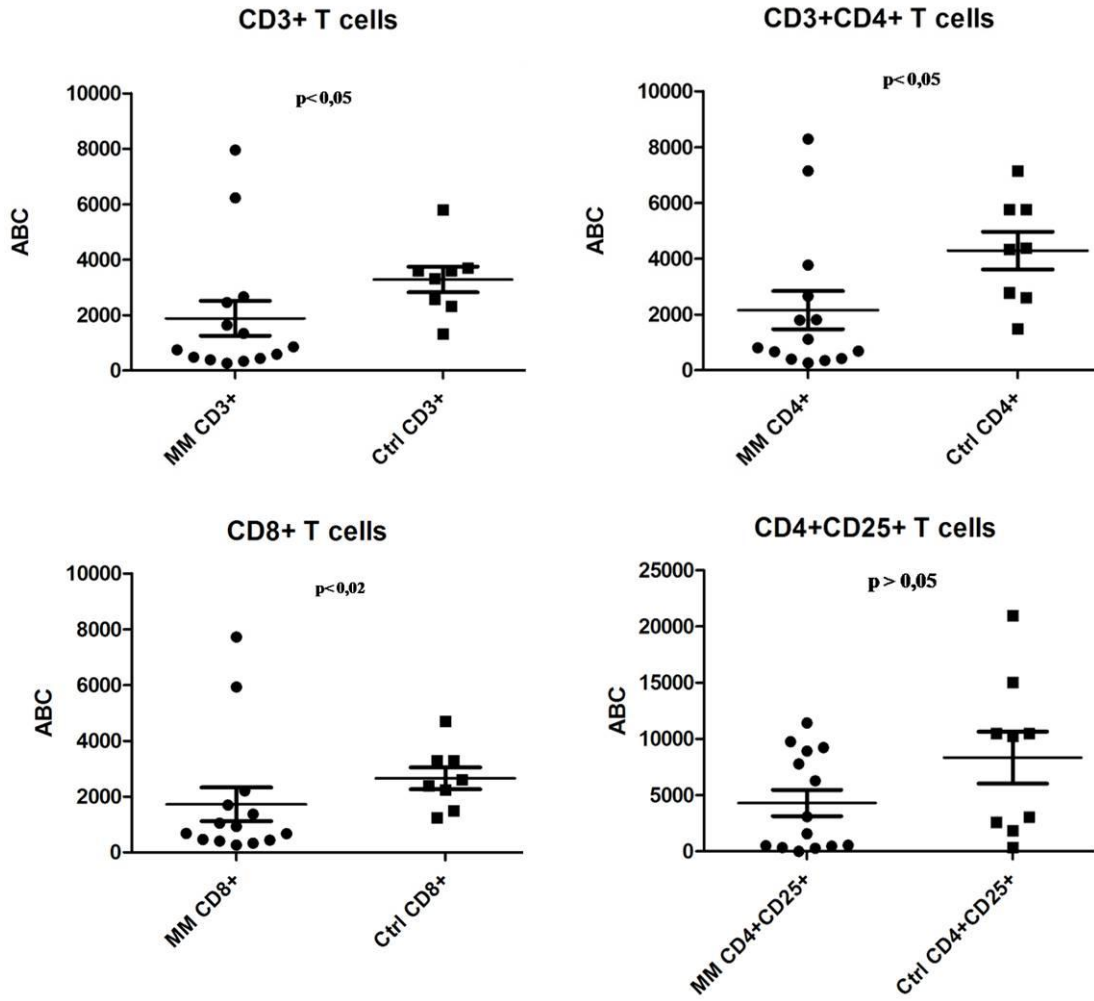 CD3+ T cells
p< 0,05
10000
8000
6000
4000
2000
0
ABC
MM CD3+
Ctrl CD3+
CD3+CD4+ T cells
p< 0,05
10000
8000
6000
4000
2000
0
ABC
MM CD4+
Ctrl CD4+
CD8+ T cells
p< 0,02
10000
8000
6000
4000
2000
0
ABC
MM CD8+
Ctrl CD8+
CD4+CD25+ T cells
p > 0,05
25000
20000
15000
10000
5000
0
ABC
MM CD4+CD25+
Ctrl CD4+CD25+